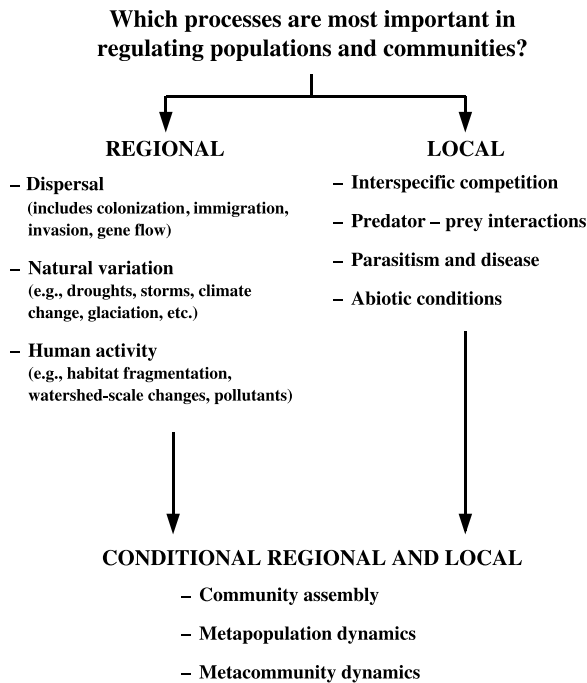 Which processes are most important in
regulating populations and communities?
REGIONAL
– Dispersal
(includes colonization, immigration,
invasion, gene flow)
– Natural variation
(e.g., droughts, storms, climate
change, glaciation, etc.)
– Human activity
(e.g., habitat fragmentation,
watershed-scale changes, pollutants)
LOCAL
– Interspecific competition
– Predator – prey interactions
– Parasitism and disease
– Abiotic conditions
CONDITIONAL REGIONAL AND LOCAL
– Community assembly
– Metapopulation dynamics
– Metacommunity dynamics